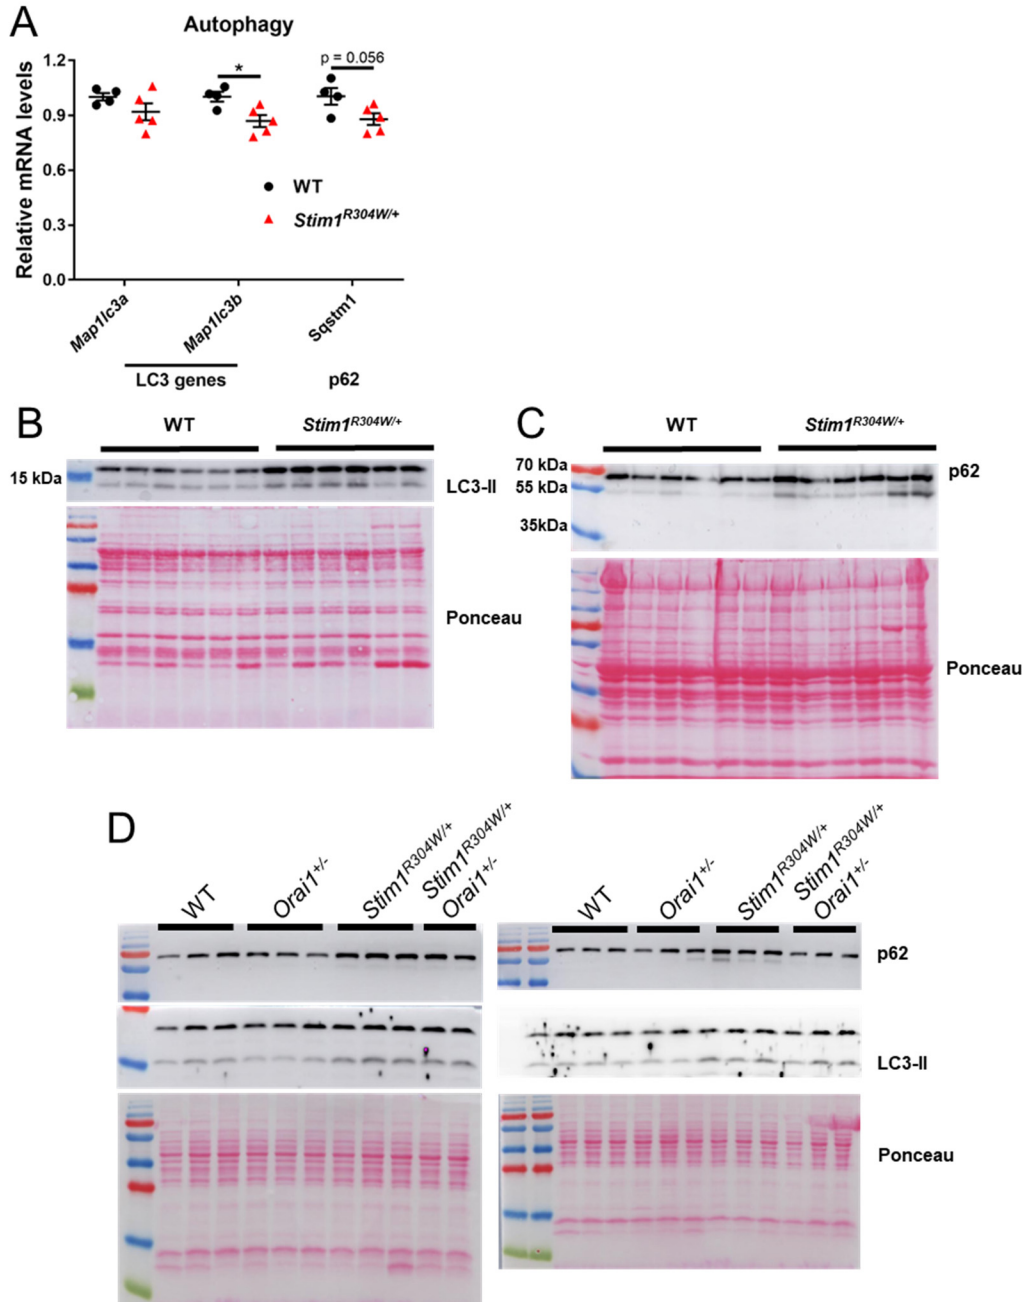 A
Autophagy
Relative mRNA levels
1.2
0.9
0.6
0.3
0.0
*
p = 0.056
WT
Stim1R304W/+
Map1lc3a
Map1lc3b
Sqstm1
LC3 genes
p62
B
WT
Stim1R304W/+
15 kDa
LC3-II
Ponceau
C
WT
Stim1R304W/+
70 kDa
55 kDa
35kDa
p62
Ponceau
D
WT
Orai1+/-
Stim1R304W/+
Stim1R304W/+
Orai1+/-
WT
Orai1+/-
Stim1R304W/+
Stim1R304W/+
Orai1+/-
p62
LC3-II
Ponceau